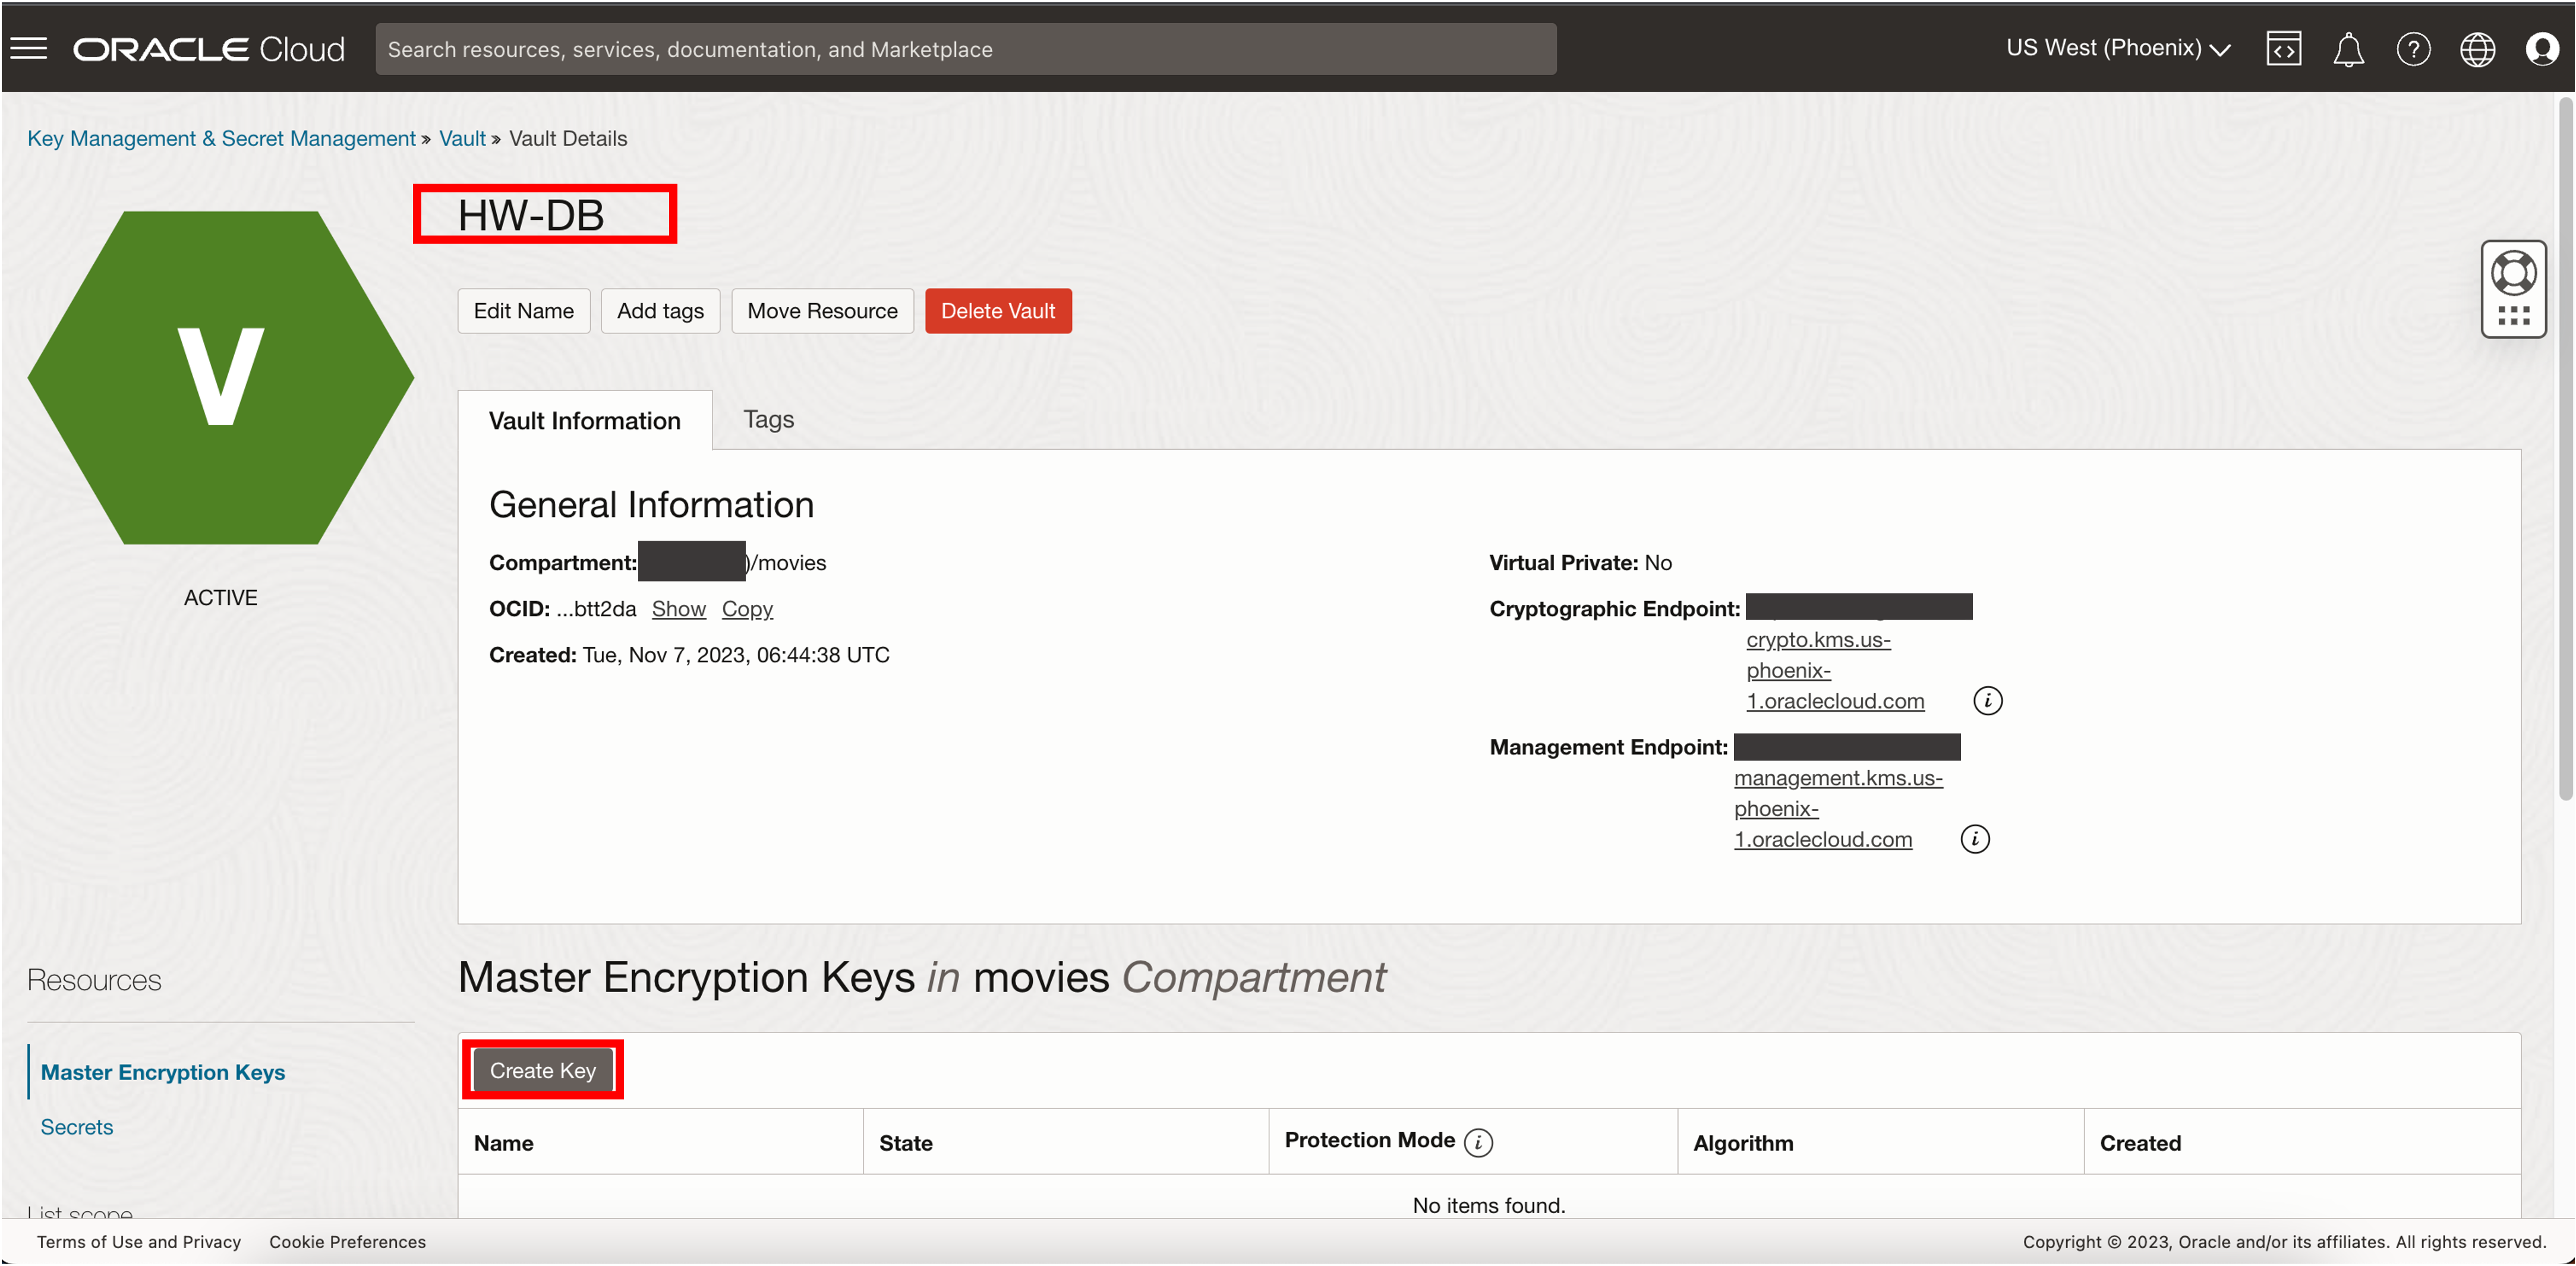 ORACLE Cloud
Search resources, services, documentation, and Marketplace
US West (Phoenix)
Key Management & Secret Management » Vault » Vault Details
HW-DB
Edit Name
Add tags
Move Resource
Delete Vault
V
ACTIVE
Vault Information
Tags
General Information
Compartment: )/movies
OCID: ...btt2da Show Copy
Created: Tue, Nov 7, 2023, 06:44:38 UTC
Virtual Private: No
Cryptographic Endpoint:
crypto.kms.us-
phoenix-
1.oraclecloud.com
Management Endpoint:
management.kms.us-
phoenix-
1.oraclecloud.com
Resources
Master Encryption Keys
Secrets
List scope
Master Encryption Keys in movies Compartment
Create Key
Name State Protection Mode Algorithm Created
No items found.
Terms of Use and Privacy Cookie Preferences
Copyright © 2023, Oracle and/or its affiliates. All rights reserved.